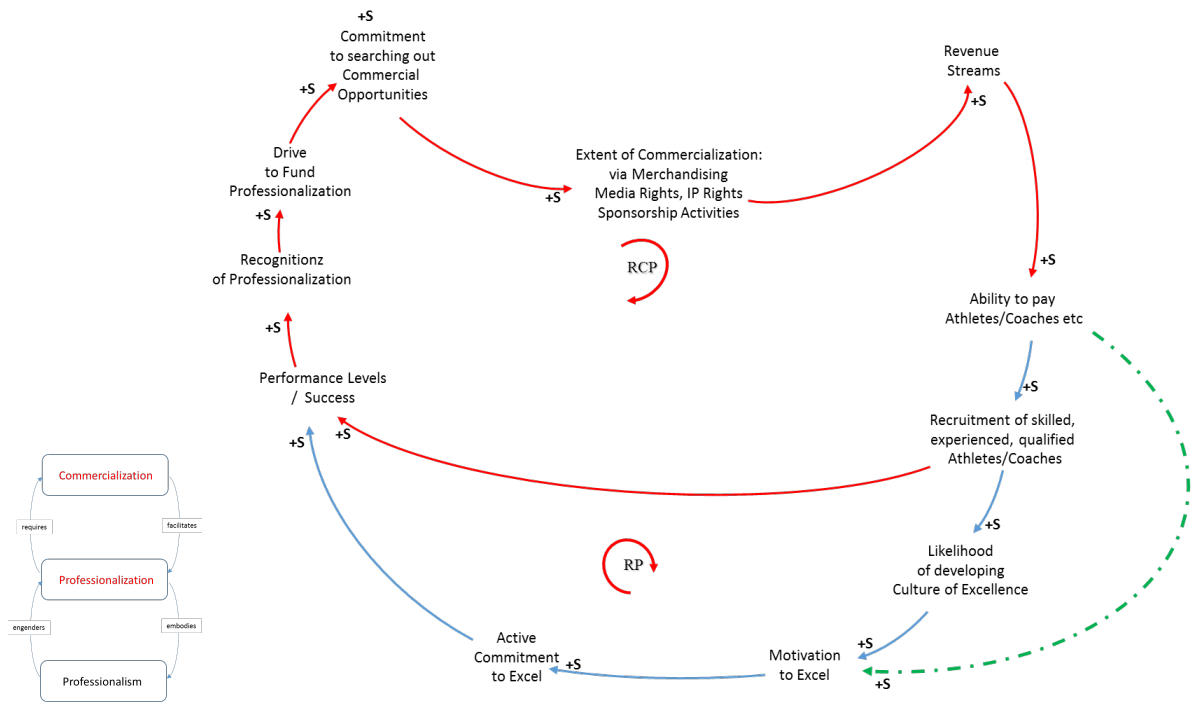 +S
Commitment
to searching out
Commercial
Opportunities
+S
Drive
to Fund
Professionalization
+S
Recognitionz
of Professionalization
+S
Performance Levels
/ Success
+S
+S
+S
Extent of Commercialization:
via Merchandising
Media Rights, IP Rights
Sponsorship Activities
RCP
Revenue
Streams
+S
+S
Ability to pay
Athletes/Coaches etc
+S
Recruitment of skilled,
experienced, qualified
Athletes/Coaches
+S
Likelihood
of developing
Culture of Excellence
+S
Motivation
to Excel
+S
+S
Active
Commitment
to Excel
RP
Commercialization
requires
facilitates
Professionalization
engenders
embodies
Professionalism